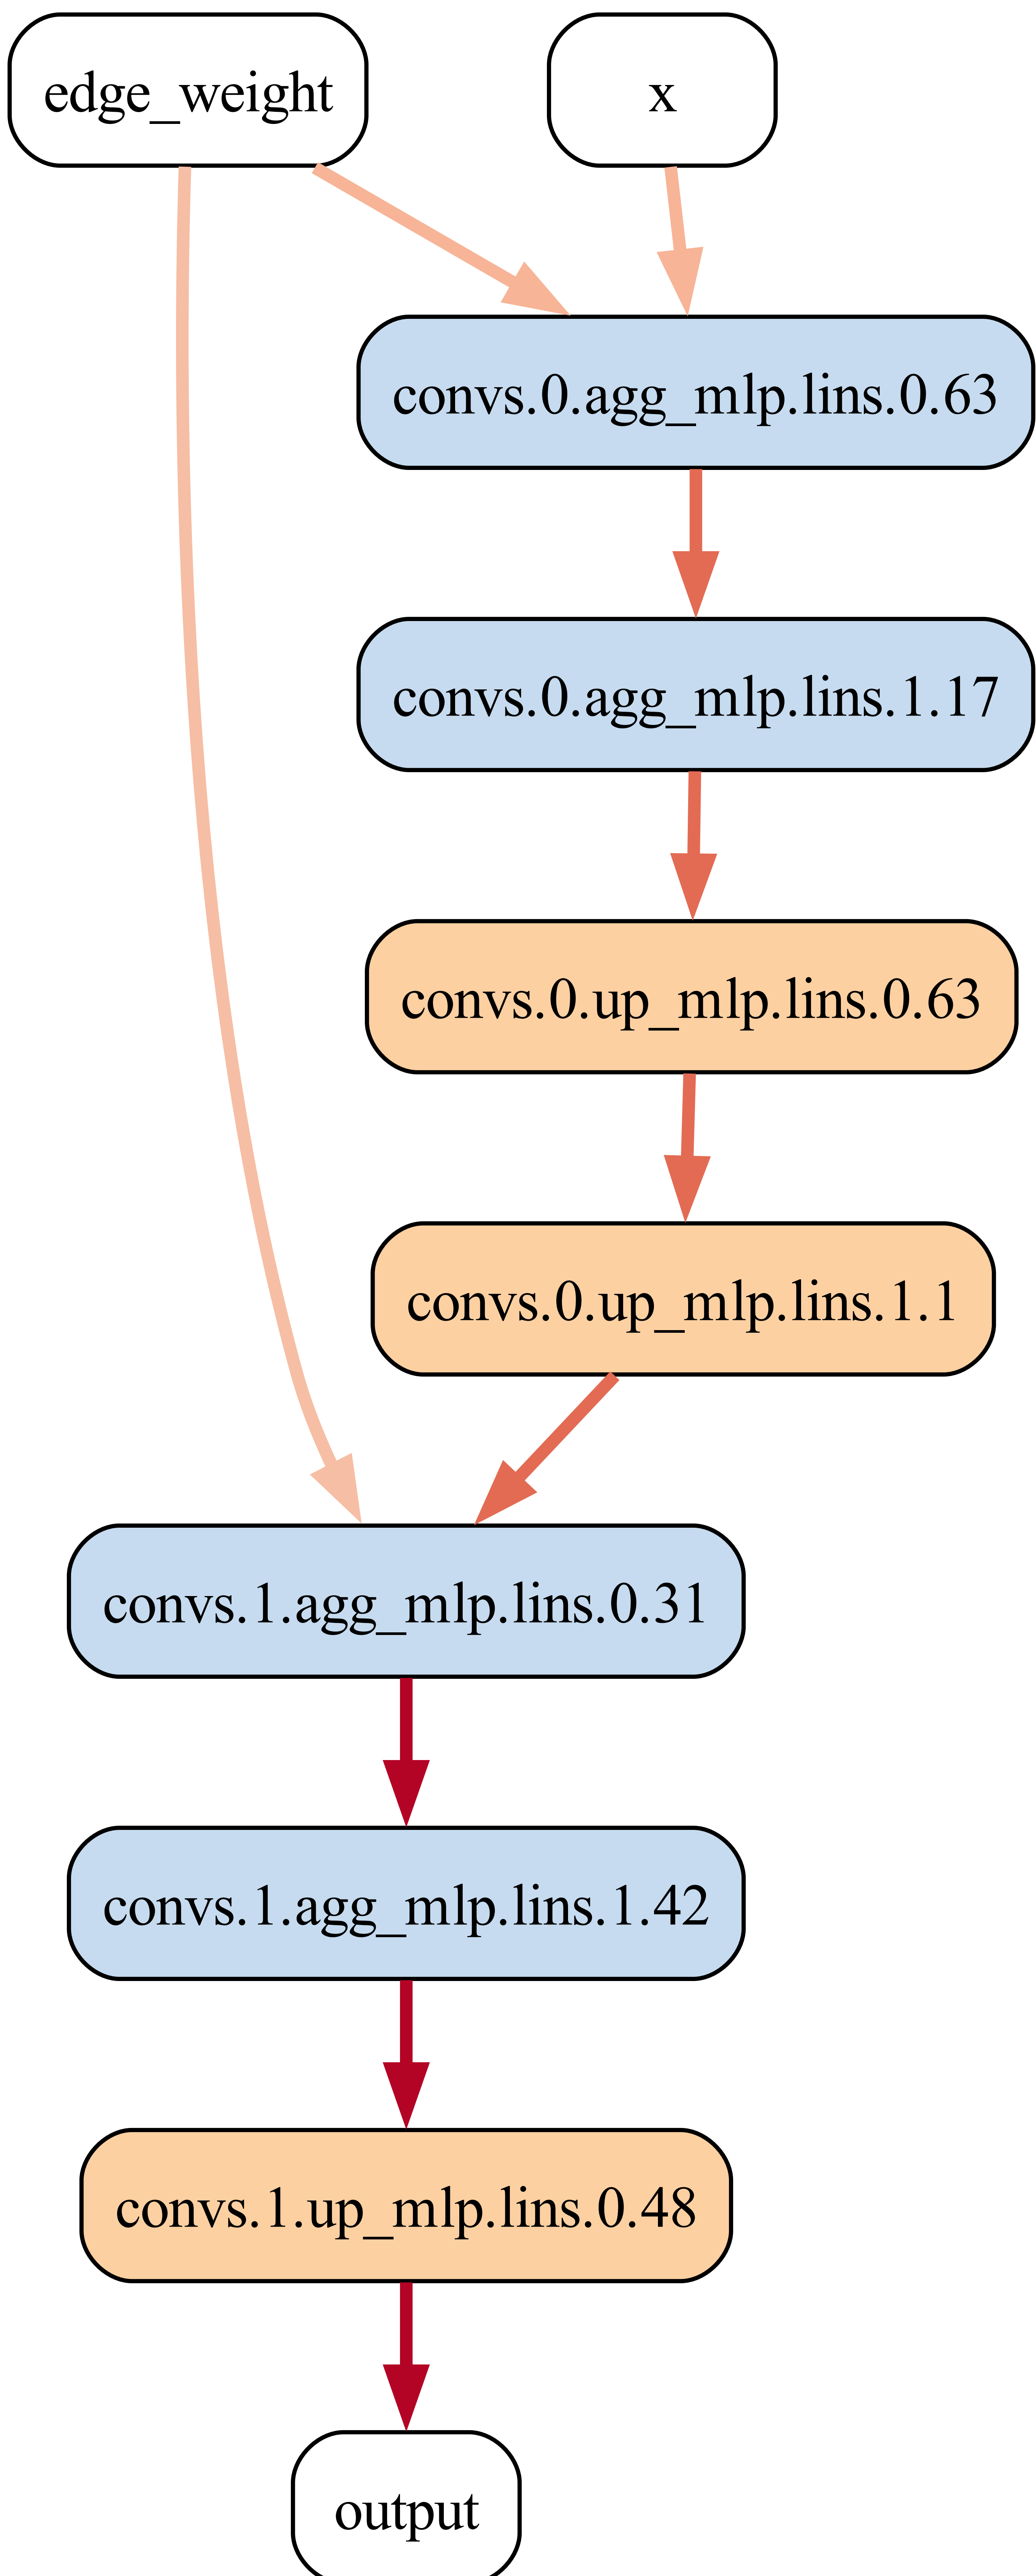 edge_weight
x
convs.0.agg_mlp.lins.0.63
convs.0.agg_mlp.lins.1.17
convs.0.up_mlp.lins.0.63
convs.0.up_mlp.lins.1.1
convs.1.agg_mlp.lins.0.31
convs.1.agg_mlp.lins.1.42
convs.1.up_mlp.lins.0.48
output